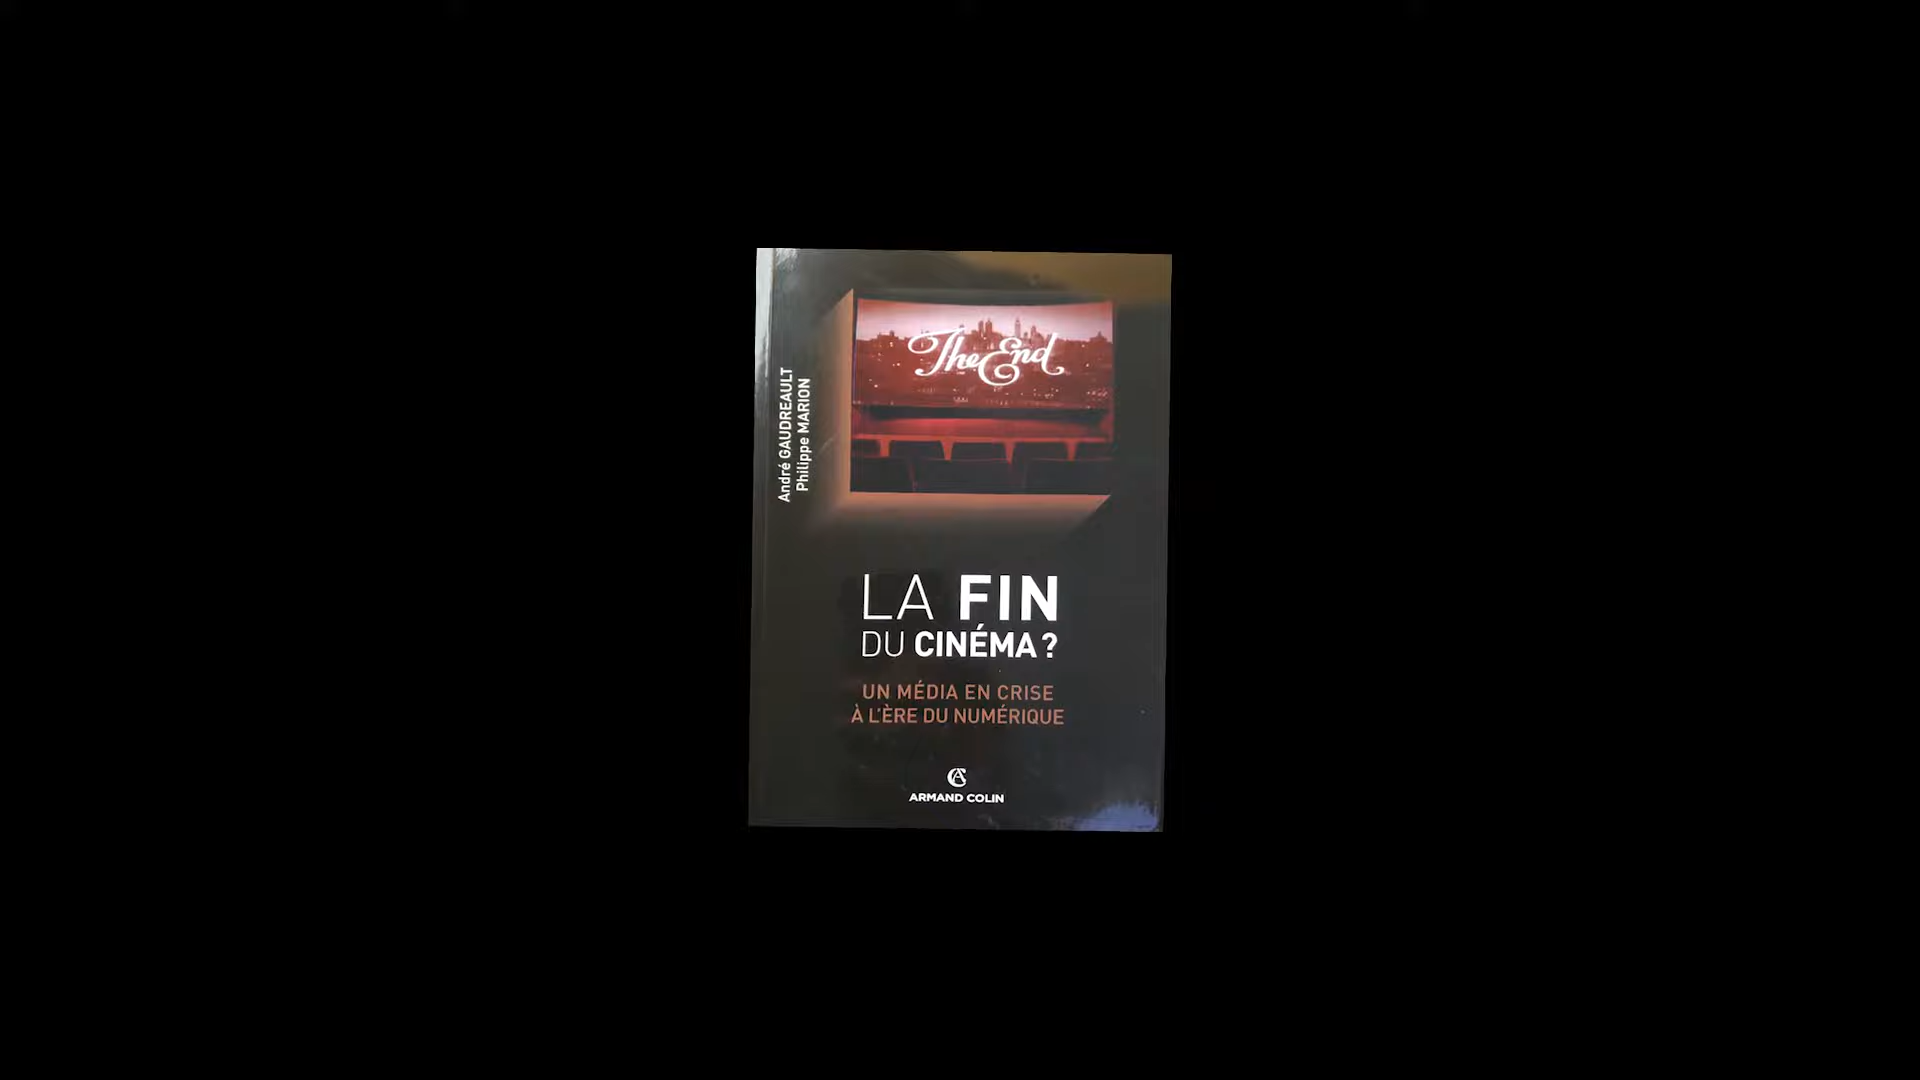 André GAUDREAULT
Philippe MARION
The End
LA FIN
DU CINÉMA ?
UN MÉDIA EN CRISE
À L'ÈRE DU NUMÉRIQUE
AC
ARMAND COLIN